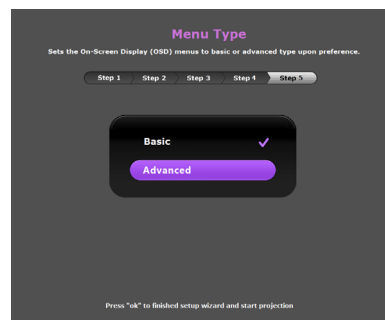 Menu Type
Sets the On-Screen Display (OSD) menus to basic or advanced type upon preference.
Step 1 Step 2 Step 3 Step 4 Step 5
Basic
Advanced
Press "ok" to finished setup wizard and start projection